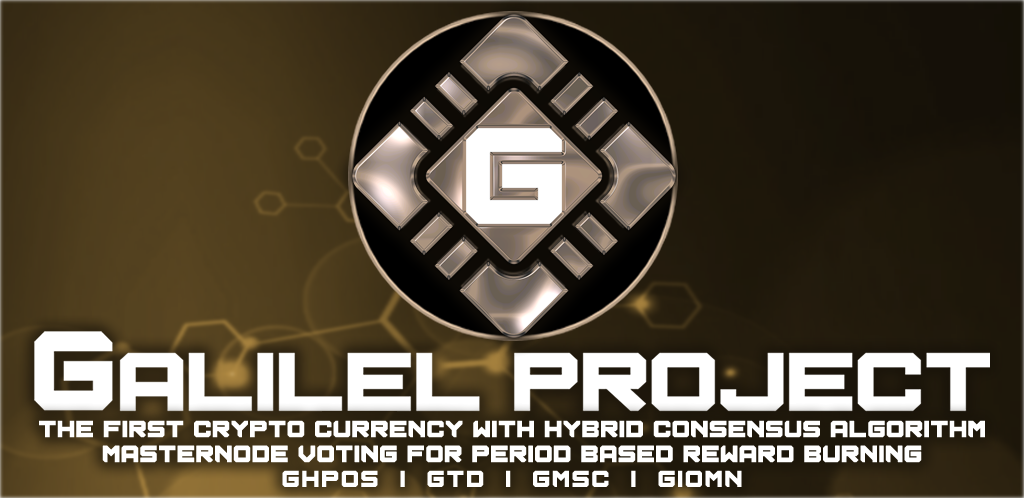 G
GALILEL PROJECT
THE FIRST CRYPTO CURRENCY WITH HYBRID CONSENSUS ALGORITHM
MASTERNODE VOTING FOR PERIOD BASED REWARD BURNING
GHPOS | GTD | GMSC | GIOMN